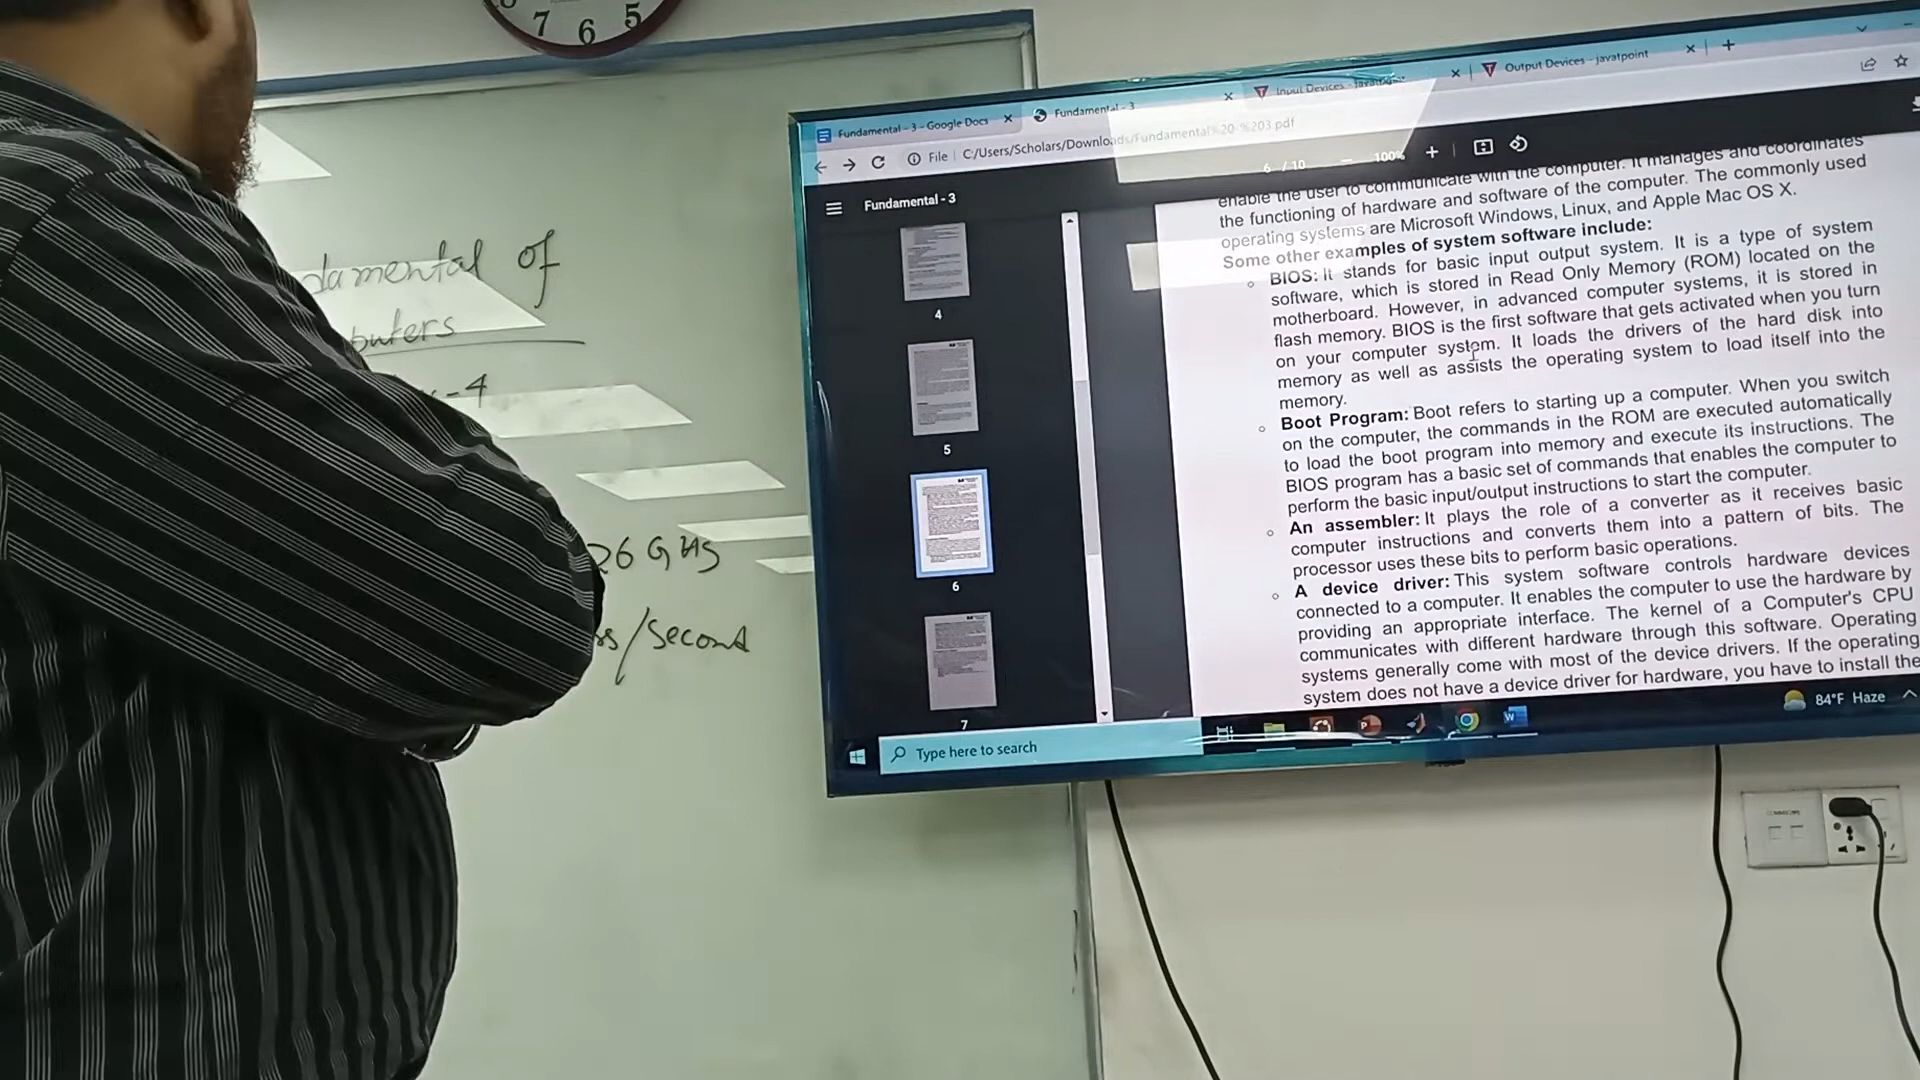 7 6 5
damental of
buters
-4
26 GHS
/Second
Fundamental - 3 - Google Docs
Fundamental - 3
Input Devices - javatpoint
Output Devices - javatpoint
File C:/Users/Scholars/Downloads/Fundamental%20-%203.pdf
Fundamental - 3
6 / 10
100%
4
5
6
7
enable the user to communicate with the computer. It manages and coordinates
the functioning of hardware and software of the computer. The commonly used
operating systems are Microsoft Windows, Linux, and Apple Mac OS X.
Some other examples of system software include:
BIOS: It stands for basic input output system. It is a type of system
software, which is stored in Read Only Memory (ROM) located on the
motherboard. However, in advanced computer systems, it is stored in
flash memory. BIOS is the first software that gets activated when you turn
on your computer system. It loads the drivers of the hard disk into
memory as well as assists the operating system to load itself into the
memory.
Boot Program: Boot refers to starting up a computer. When you switch
on the computer, the commands in the ROM are executed automatically
to load the boot program into memory and execute its instructions. The
BIOS program has a basic set of commands that enables the computer to
perform the basic input/output instructions to start the computer.
An assembler: It plays the role of a converter as it receives basic
computer instructions and converts them into a pattern of bits. The
processor uses these bits to perform basic operations.
A device driver: This system software controls hardware devices
connected to a computer. It enables the computer to use the hardware by
providing an appropriate interface. The kernel of a Computer's CPU
communicates with different hardware through this software. Operating
systems generally come with most of the device drivers. If the operating
system does not have a device driver for hardware, you have to install the
Type here to search
84°F Haze